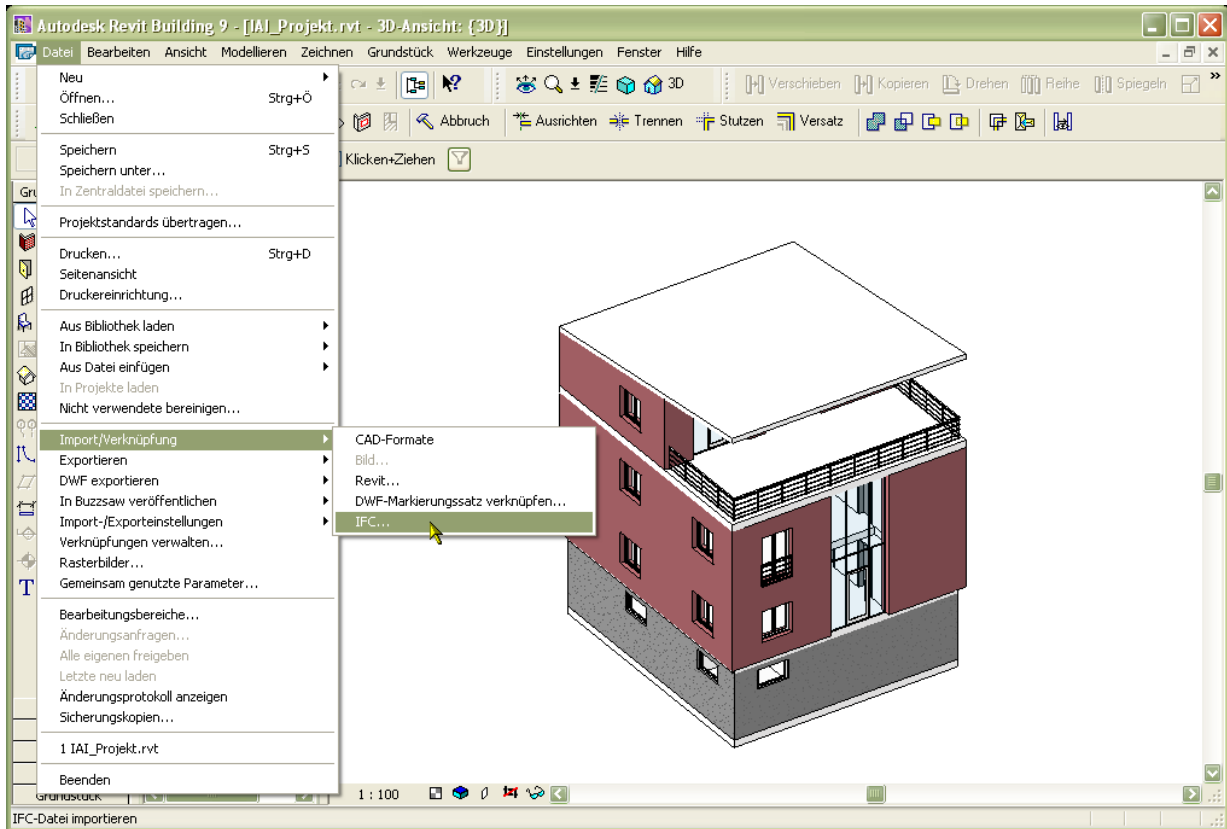 Autodesk Revit Building 9 - [IAI_Projekt.rvt - 3D-Ansicht: {3D}]
Datei Bearbeiten Ansicht Modellieren Zeichnen Grundstück Werkzeuge Einstellungen Fenster Hilfe
3D Verschieben Kopieren Drehen Reihe Spiegeln
Abbruch Ausrichten Trennen Stutzen Versatz
Klicken+Ziehen
Neu
Öffnen... Strg+Ö
Schließen
Speichern Strg+S
Speichern unter...
In Zentraldatei speichern...
Projektstandards übertragen...
Drucken... Strg+D
Seitenansicht
Druckereinrichtung...
Aus Bibliothek laden
In Bibliothek speichern
Aus Datei einfügen
In Projekte laden
Nicht verwendete bereinigen...
Import/Verknüpfung
Exportieren
DWF exportieren
In Buzzsaw veröffentlichen
Import-/Exporteinstellungen
Verknüpfungen verwalten...
Rasterbilder...
Gemeinsam genutzte Parameter...
Bearbeitungsbereiche...
Änderungsanfragen...
Alle eigenen freigeben
Letzte neu laden
Änderungsprotokoll anzeigen
Sicherungskopien...
1 IAI_Projekt.rvt
Beenden
CAD-Formate
Bild...
Revit...
DWF-Markierungssatz verknüpfen...
IFC...
Grundstück
1 : 100
IFC-Datei importieren